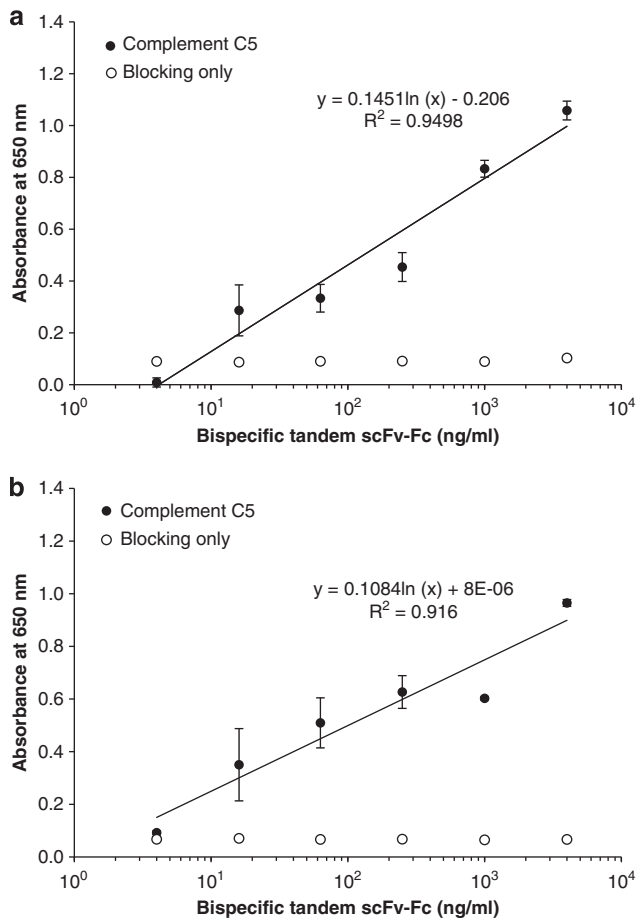 a
1.4
1.2
1.0
0.8
0.6
0.4
0.2
0.0
Absorbance at 650 nm
Complement C5
Blocking only
y = 0.1451ln (x) - 0.206
R² = 0.9498
10⁰ 10¹ 10² 10³ 10⁴
Bispecific tandem scFv-Fc (ng/ml)
b
1.4
1.2
1.0
0.8
0.6
0.4
0.2
0.0
Absorbance at 650 nm
Complement C5
Blocking only
y = 0.1084ln (x) + 8E-06
R² = 0.916
10⁰ 10¹ 10² 10³ 10⁴
Bispecific tandem scFv-Fc (ng/ml)